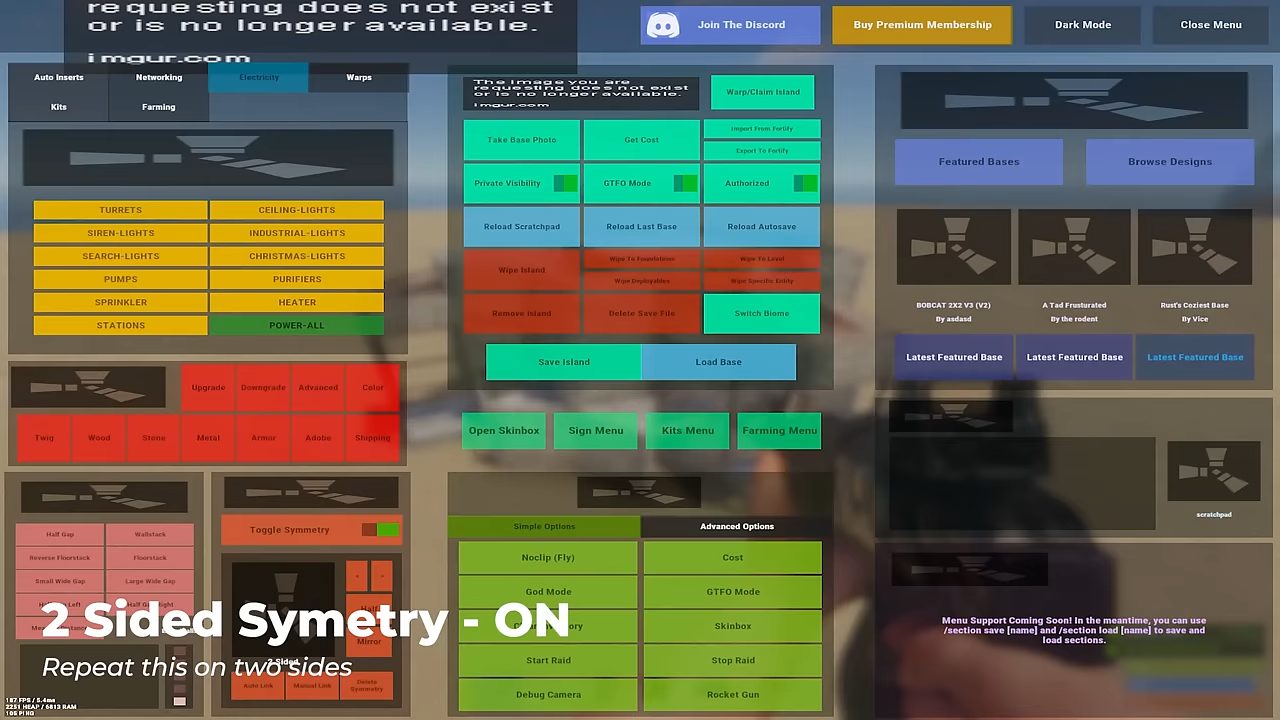 requesting does not exist
or is no longer available.
imgur.com
Join The Discord
Buy Premium Membership
Dark Mode
Close Menu
Auto Inserts
Networking
Electricity
Warps
Kits
Farming
TURRETS
CEILING-LIGHTS
SIREN-LIGHTS
INDUSTRIAL-LIGHTS
SEARCH-LIGHTS
CHRISTMAS-LIGHTS
PUMPS
PURIFIERS
SPRINKLER
HEATER
STATIONS
POWER-ALL
Upgrade
Downgrade
Advanced
Color
Twig
Wood
Stone
Metal
Armor
Adobe
Shipping
Half Gap
Wallstack
Reverse Floorstack
Floorstack
Small Wide Gap
Large Wide Gap
Toggle Symmetry
Mirror
Auto Link
Manual Link
Delete
Symmetry
The image you are
requesting does not exist
or is no longer available.
imgur.com
Warp/Claim Island
Take Base Photo
Get Cost
Import From Fortify
Export To Fortify
Private Visibility
GTFO Mode
Authorized
Reload Scratchpad
Reload Last Base
Reload Autosave
Wipe Island
Wipe To Foundations
Wipe To Level
Wipe Deployables
Wipe Specific Entity
Remove Island
Delete Save File
Switch Biome
Save Island
Load Base
Open Skinbox
Sign Menu
Kits Menu
Farming Menu
Simple Options
Advanced Options
Noclip (Fly)
Cost
God Mode
GTFO Mode
Skinbox
Start Raid
Stop Raid
Debug Camera
Rocket Gun
Featured Bases
Browse Designs
BOBCAT 2X2 V3 (V2)
By asdasd
A Tad Frusturated
By the rodent
Rust's Coziest Base
By Vice
Latest Featured Base
Latest Featured Base
Latest Featured Base
scratchpad
Menu Support Coming Soon! In the meantime, you can use
/section save [name] and /section load [name] to save and
load sections.
2 Sided Symetry - ON
Repeat this on two sides
187 FPS / 5.4ms
2251 HEAP / 6813 RAM
105 PING